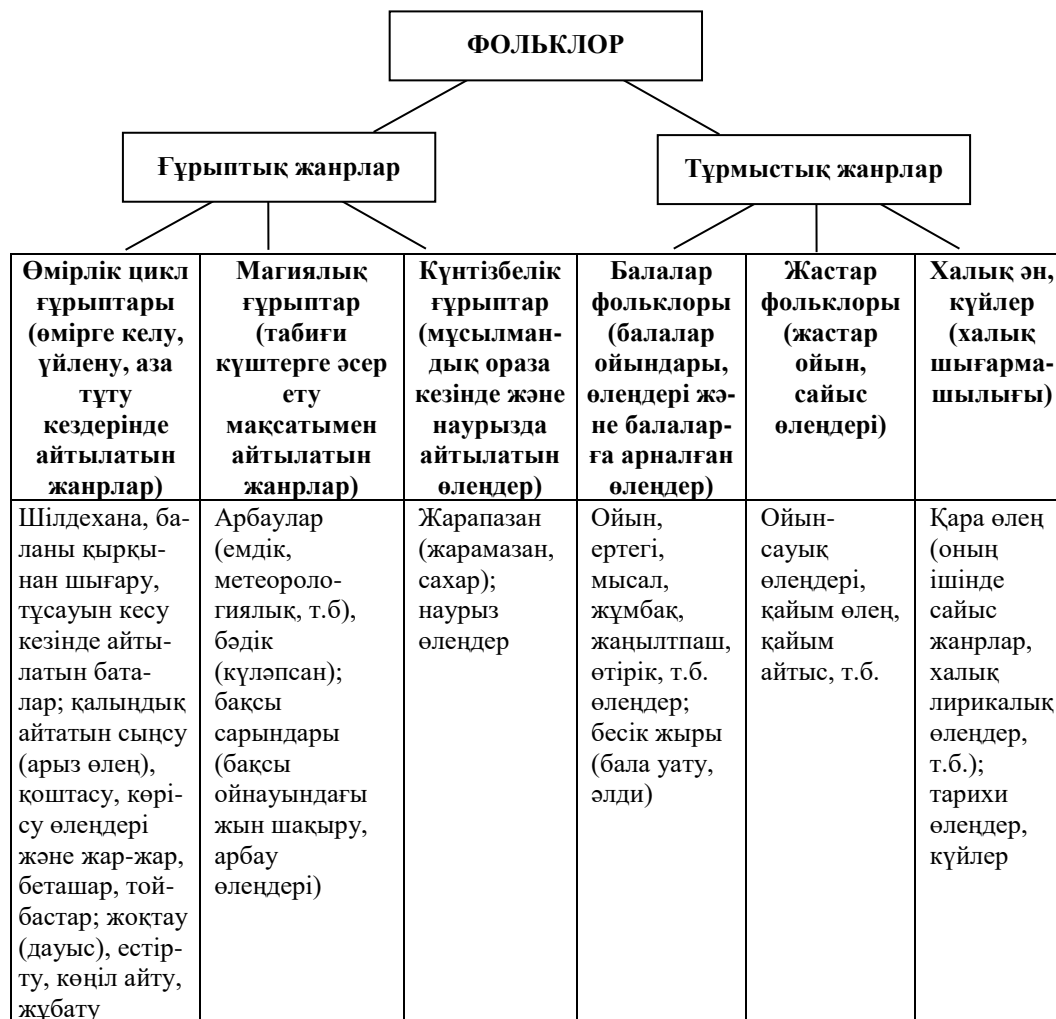 ФОЛЬКЛОР
Ғұрыптық жанрлар
Тұрмыстық жанрлар
Өмірлік цикл
ғұрыптары
(өмірге келу,
үйлену, аза
тұту
кездерінде
айтылатын
жанрлар)
Магиялық
ғұрыптар
(табиғи
күштерге әсер
ету
мақсатымен
айтылатын
жанрлар)
Күнтізбелік
ғұрыптар
(мұсылман-
дық ораза
кезінде және
наурызда
айтылатын
өлеңдер)
Балалар
фольклоры
(балалар
ойындары,
өлеңдері жә-
не балалар-
ға арналған
өлеңдер)
Жастар
фольклоры
(жастар
ойын,
сайыс
өлеңдері)
Халық ән,
күйлер
(халық
шығарма-
шылығы)
Шілдехана, ба-
ланы қырқы-
нан шығару,
тұсауын кесу
кезінде айты-
латын бата-
лар; қалыңдық
айтатын сыңсу
(арыз өлең),
қоштасу, көрі-
су өлеңдері
және жар-жар,
беташар, той-
бастар; жоқтау
(дауыс), естір-
ту, көңіл айту,
жұбату
Арбаулар
(емдік,
метеороло-
гиялық, т.б),
бәдік
(күләпсан);
бақсы
сарындары
(бақсы
ойнауындағы
жын шақыру,
арбау
өлеңдері)
Жарапазан
(жарамазан,
сахар);
наурыз
өлеңдер
Ойын,
ертегі,
мысал,
жұмбақ,
жаңылтпаш,
өтірік, т.б.
өлеңдер;
бесік жыры
(бала уату,
әлди)
Ойын-
сауық
өлеңдері,
қайым өлең,
қайым
айтыс, т.б.
Қара өлең
(оның
ішінде
сайыс
жанрлар,
халық
лирикалық
өлеңдер,
т.б.);
тарихи
өлеңдер,
күйлер